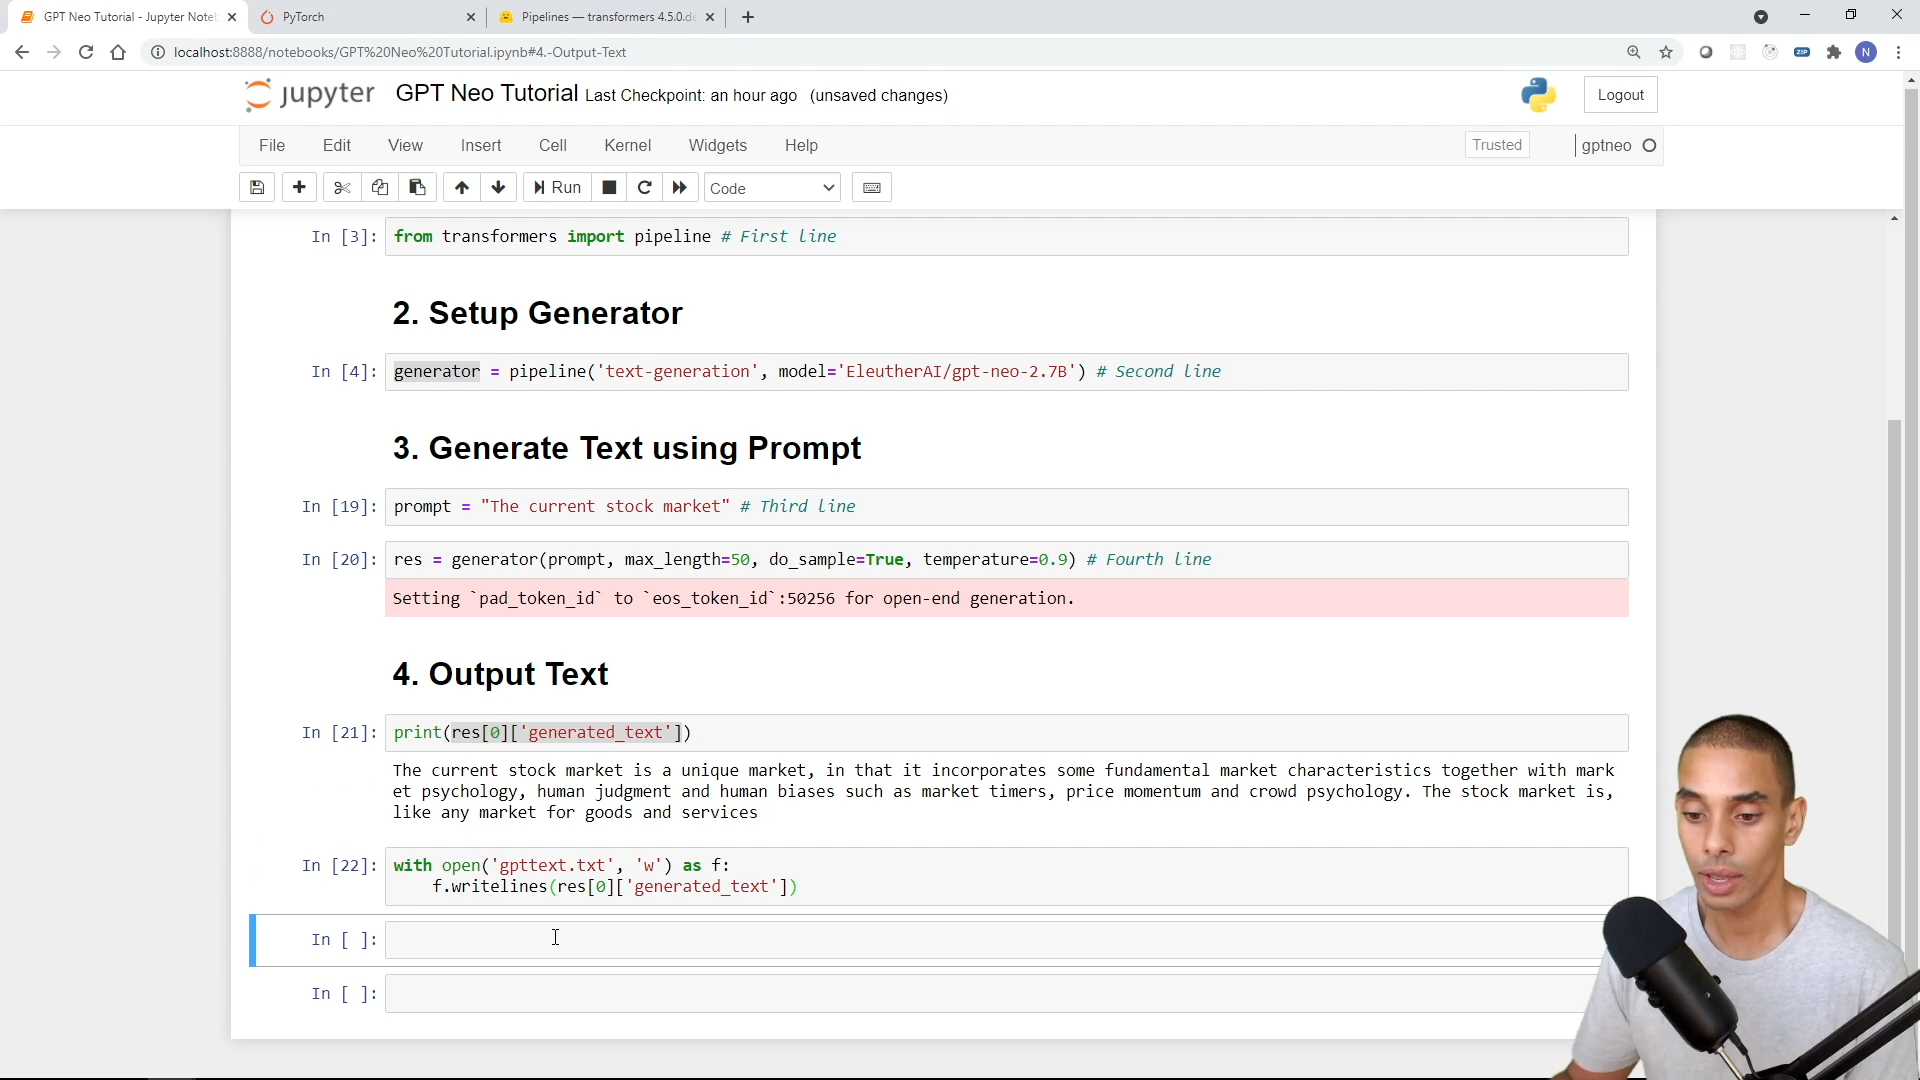 GPT Neo Tutorial - Jupyter Note
PyTorch
Pipelines — transformers 4.5.0.de
localhost:8888/notebooks/GPT%20Neo%20Tutorial.ipynb#4.-Output-Text
ZIP
N
jupyter GPT Neo Tutorial Last Checkpoint: an hour ago (unsaved changes)
Logout
File Edit View Insert Cell Kernel Widgets Help
Trusted
gptneo
Run
Code
In [3]: from transformers import pipeline # First line
2. Setup Generator
In [4]: generator = pipeline('text-generation', model='EleutherAI/gpt-neo-2.7B') # Second line
3. Generate Text using Prompt
In [19]: prompt = "The current stock market" # Third line
In [20]: res = generator(prompt, max_length=50, do_sample=True, temperature=0.9) # Fourth line
Setting `pad_token_id` to `eos_token_id`:50256 for open-end generation.
4. Output Text
In [21]: print(res[0]['generated_text'])
The current stock market is a unique market, in that it incorporates some fundamental market characteristics together with mark
et psychology, human judgment and human biases such as market timers, price momentum and crowd psychology. The stock market is,
like any market for goods and services
In [22]: with open('gpttext.txt', 'w') as f:
f.writelines(res[0]['generated_text'])
In [ ]:
In [ ]: